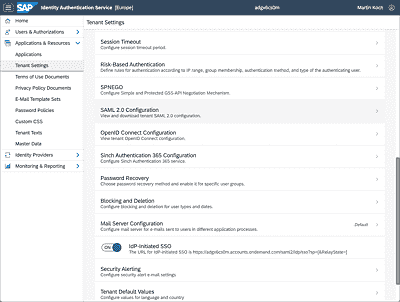 SAP Identity Authentication Service [Europe] adgv6cs0m Martin Koch
Home
Users & Authorizations
Applications & Resources
Applications
Tenant Settings
Terms of Use Documents
Privacy Policy Documents
E-Mail Template Sets
Password Policies
Custom CSS
Tenant Texts
Master Data
Identity Providers
Monitoring & Reporting
Tenant Settings
Session Timeout
Configure session timeout period.
Risk-Based Authentication
Define rules for authentication according to IP range, group membership, authentication method, and type of the authenticating user.
SPNEGO
Configure Simple and Protected GSS-API Negotiation Mechanism.
SAML 2.0 Configuration
View and download tenant SAML 2.0 configuration.
OpenID Connect Configuration
View tenant OpenID Connect configuration.
Sinch Authentication 365 Configuration
Configure Sinch Authentication 365 service.
Password Recovery
Choose password recovery method and enable it for specific user groups.
Blocking and Deletion
Configure blocking and deletion for user types and dates.
Mail Server Configuration
Configure mail server for e-mails sent to users in different application processes.
Default
ON
IdP-Initiated SSO
The URL for IdP-initiated SSO is
Security Alerting
Configure security alert e-mail settings
Tenant Default Values
Configure values for language and country